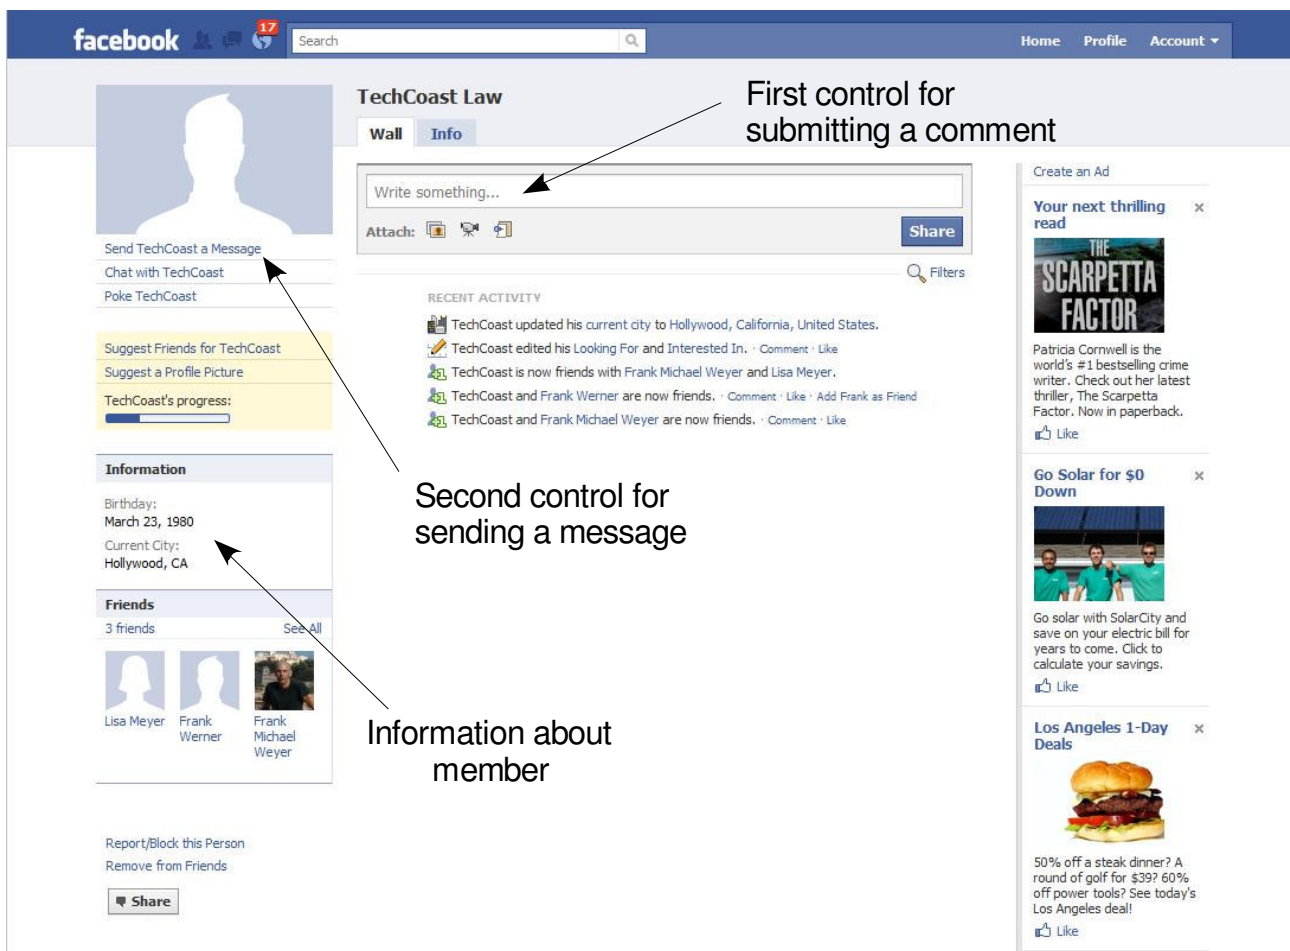 facebook
17
Search
Home Profile Account
TechCoast Law
Wall Info
First control for
submitting a comment
Write something...
Attach:
Share
Filters
Send TechCoast a Message
Chat with TechCoast
Poke TechCoast
Suggest Friends for TechCoast
Suggest a Profile Picture
TechCoast's progress:
RECENT ACTIVITY
TechCoast updated his current city to Hollywood, California, United States.
TechCoast edited his Looking For and Interested In. · Comment · Like
TechCoast is now friends with Frank Michael Weyer and Lisa Meyer.
TechCoast and Frank Werner are now friends. · Comment · Like · Add Frank as Friend
TechCoast and Frank Michael Weyer are now friends. · Comment · Like
Second control for
sending a message
Information
Birthday:
March 23, 1980
Current City:
Hollywood, CA
Friends
3 friends See All
Lisa Meyer
Frank
Werner
Frank
Michael
Weyer
Information about
member
Report/Block this Person
Remove from Friends
Share
Create an Ad
Your next thrilling
read
THE
SCARPETTA
FACTOR
Patricia Cornwell is the
world's #1 bestselling crime
writer. Check out her latest
thriller, The Scarpetta
Factor. Now in paperback.
Like
Go Solar for $0
Down
Go solar with SolarCity and
save on your electric bill for
years to come. Click to
calculate your savings.
Like
Los Angeles 1-Day
Deals
50% off a steak dinner? A
round of golf for $39? 60%
off power tools? See today's
Los Angeles deal!
Like